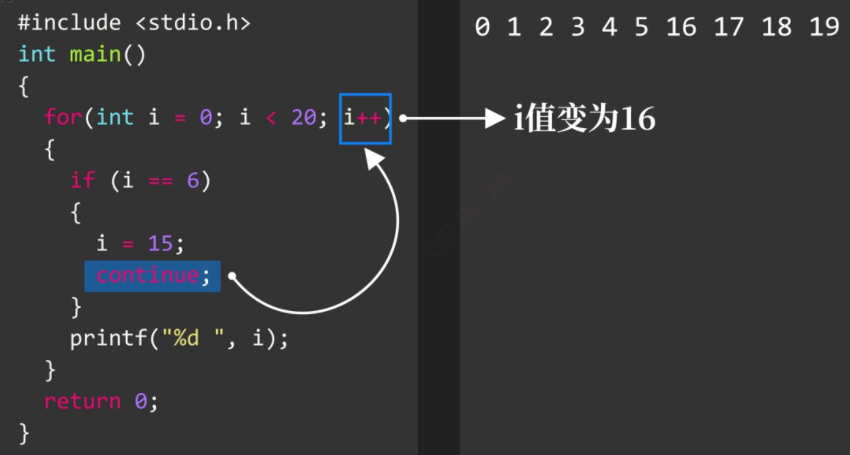 #include <stdio.h>
int main()
{
  for(int i = 0; i < 20; i++)
  {
    if (i == 6)
    {
      i = 15;
      continue;
    }
    printf("%d ", i);
  }
  return 0;
}
0 1 2 3 4 5 16 17 18 19
i值变为16